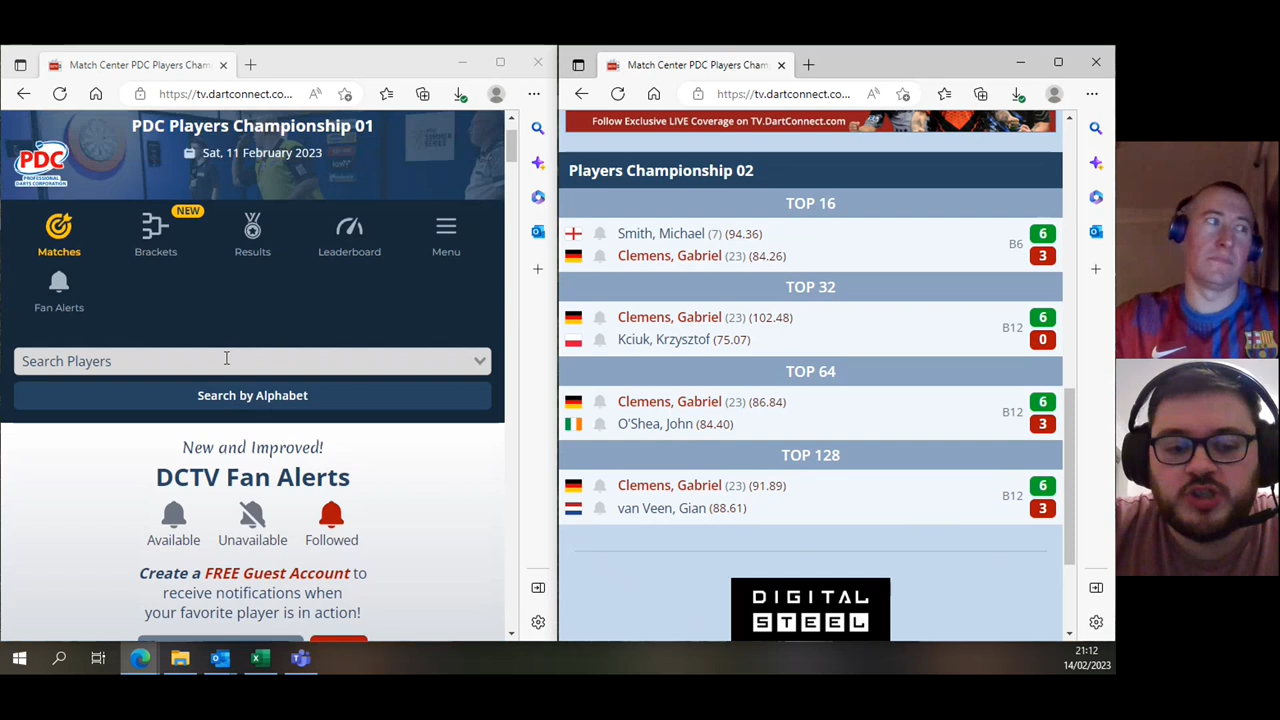 Match Center PDC Players Cham
https://tv.dartconnect.co...
PDC Players Championship 01
Sat, 11 February 2023
PDC
PROFESSIONAL
DARTS CORPORATION
NEW
Matches
Brackets
Results
Leaderboard
Menu
Fan Alerts
Search Players
Search by Alphabet
New and Improved!
DCTV Fan Alerts
Available
Unavailable
Followed
Create a FREE Guest Account to
receive notifications when
your favorite player is in action!
Match Center PDC Players Cham
https://tv.dartconnect.co...
Follow Exclusive LIVE Coverage on TV.DartConnect.com
Players Championship 02
TOP 16
Smith, Michael (7) (94.36) 6
B6
Clemens, Gabriel (23) (84.26) 3
TOP 32
Clemens, Gabriel (23) (102.48) 6
B12
Kciuk, Krzysztof (75.07) 0
TOP 64
Clemens, Gabriel (23) (86.84) 6
B12
O'Shea, John (84.40) 3
TOP 128
Clemens, Gabriel (23) (91.89) 6
B12
van Veen, Gian (88.61) 3
DIGITAL
STEEL
21:12
14/02/2023